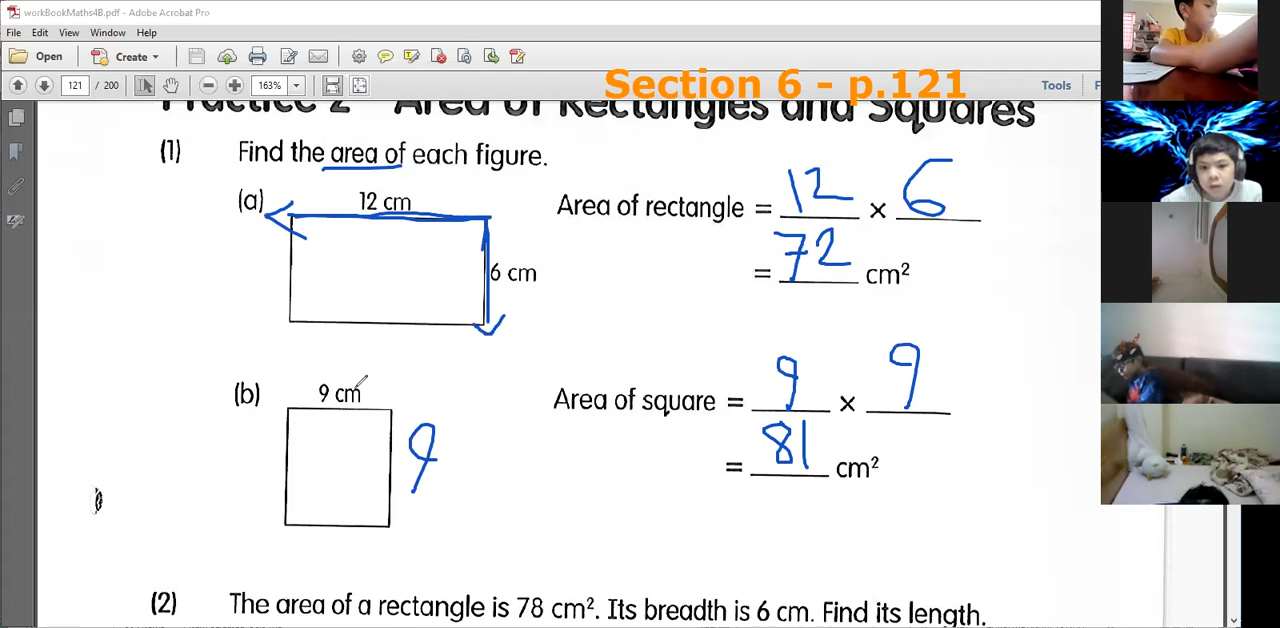 workBookMaths4B.pdf - Adobe Acrobat Pro
File Edit View Window Help
Open Create
121 / 200 163% Tools
Section 6 - p.121
Practice 2 Area of Rectangles and Squares
(1) Find the area of each figure.
(a) 12 cm
6 cm
Area of rectangle = 12 × 6
= 72 cm²
(b) 9 cm
9
Area of square = 9 × 9
= 81 cm²
(2) The area of a rectangle is 78 cm². Its breadth is 6 cm. Find its length.